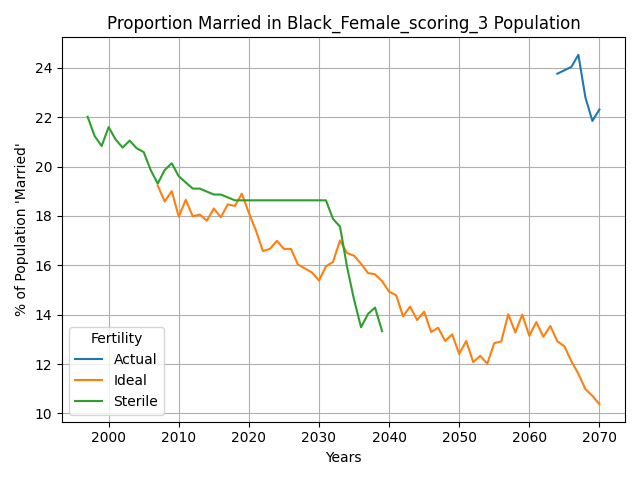 Proportion Married in Black_Female_scoring_3 Population
% of Population 'Married'
24
22
20
18
16
14
12
10
Fertility
Actual
Ideal
Sterile
2000 2010 2020 2030 2040 2050 2060 2070
Years